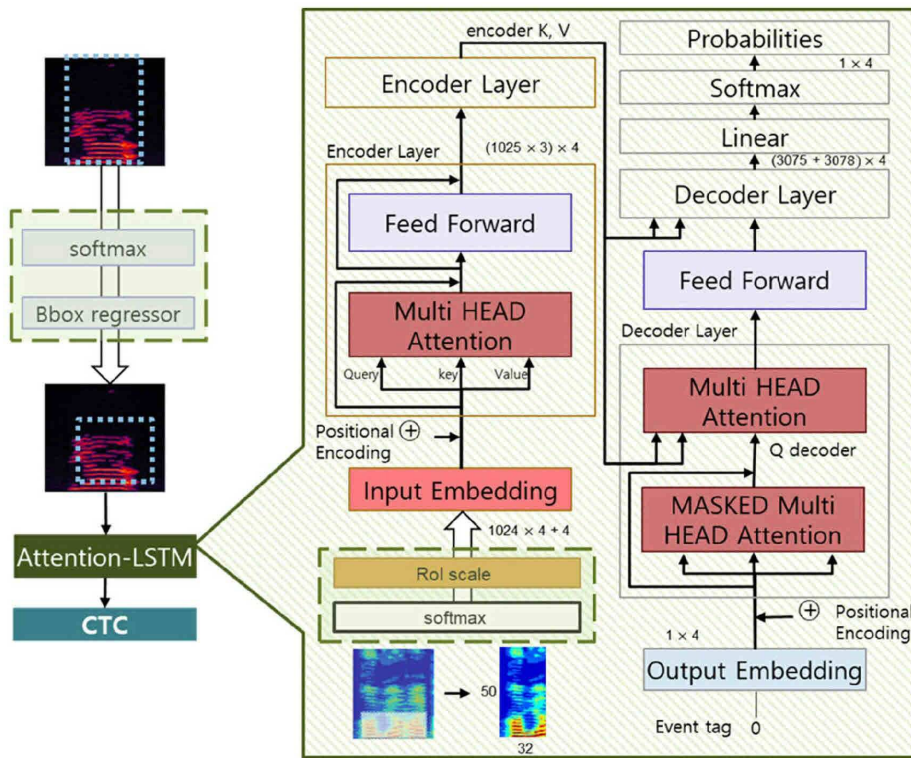 softmax
Bbox regressor
Attention-LSTM
CTC
encoder K, V
Encoder Layer
Encoder Layer
(1025 × 3) × 4
Feed Forward
Multi HEAD
Attention
Query
key
Value
Positional
Encoding
Input Embedding
1024 × 4 + 4
RoI scale
softmax
50
32
Probabilities
1 × 4
Softmax
Linear
(3075 + 3078) × 4
Decoder Layer
Feed Forward
Decoder Layer
Multi HEAD
Attention
Q decoder
MASKED Multi
HEAD Attention
Positional
Encoding
1 × 4
Output Embedding
Event tag 0